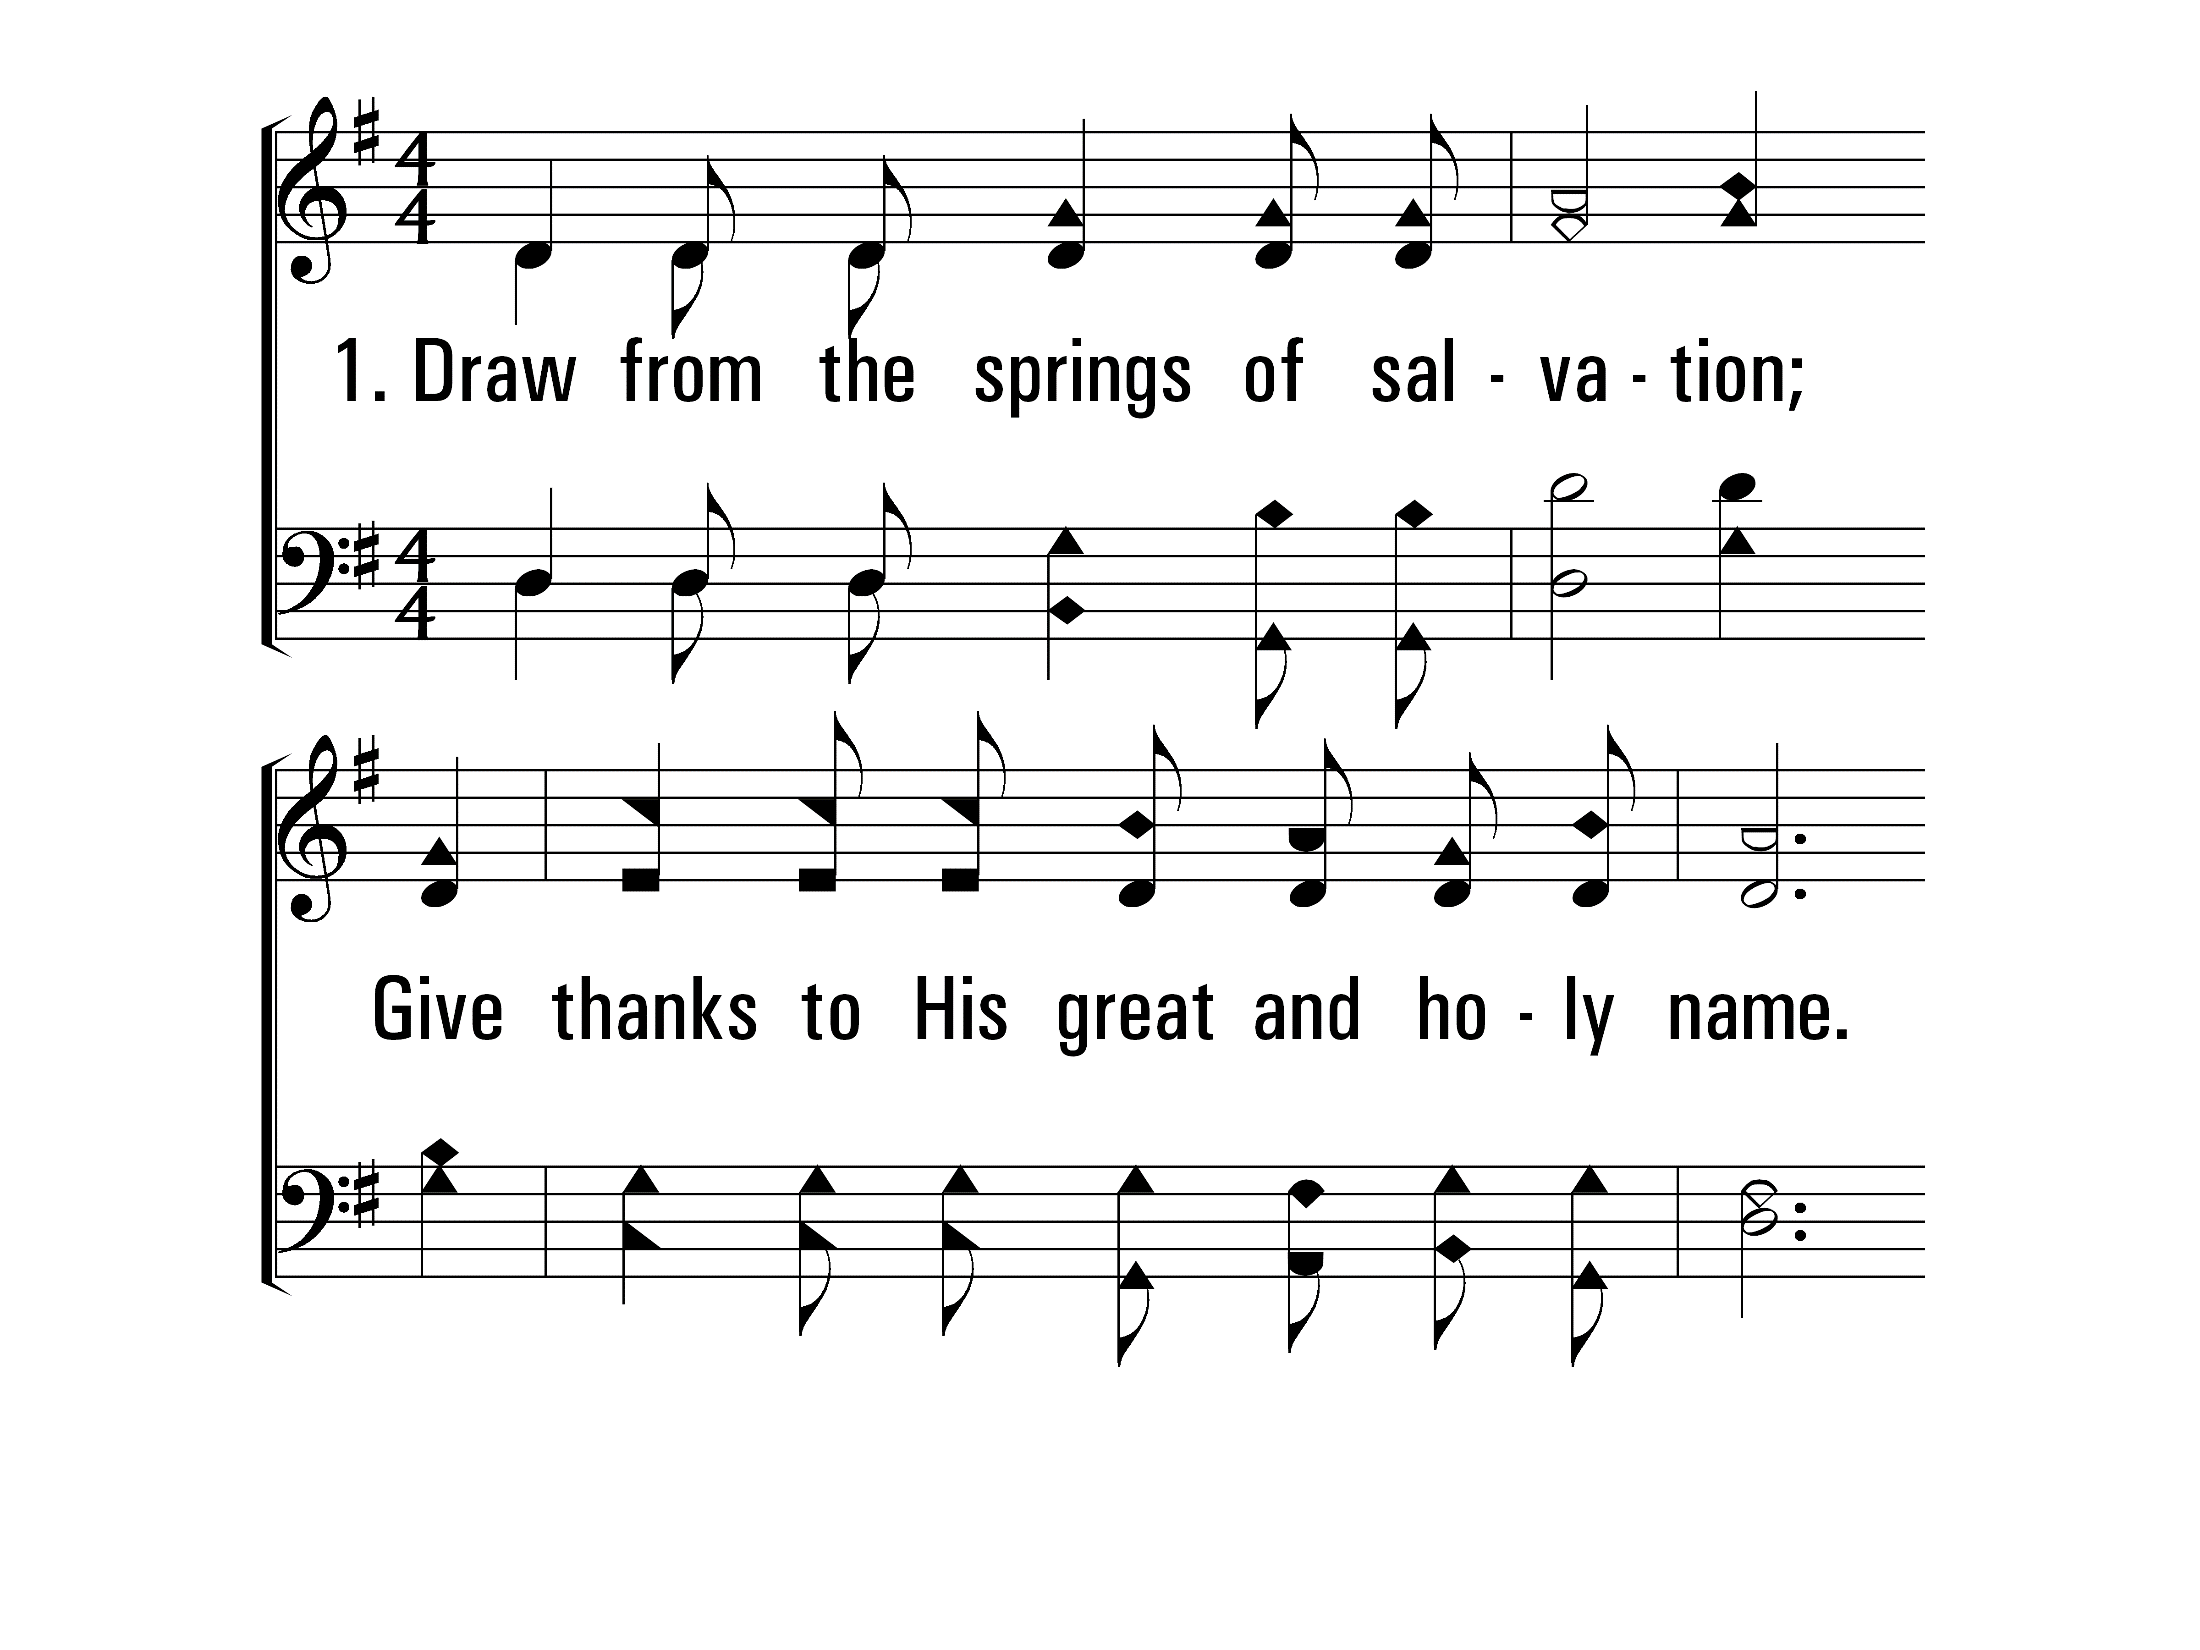 1. Draw from the springs of sal - va - tion;
Give thanks to His great and ho - ly name.